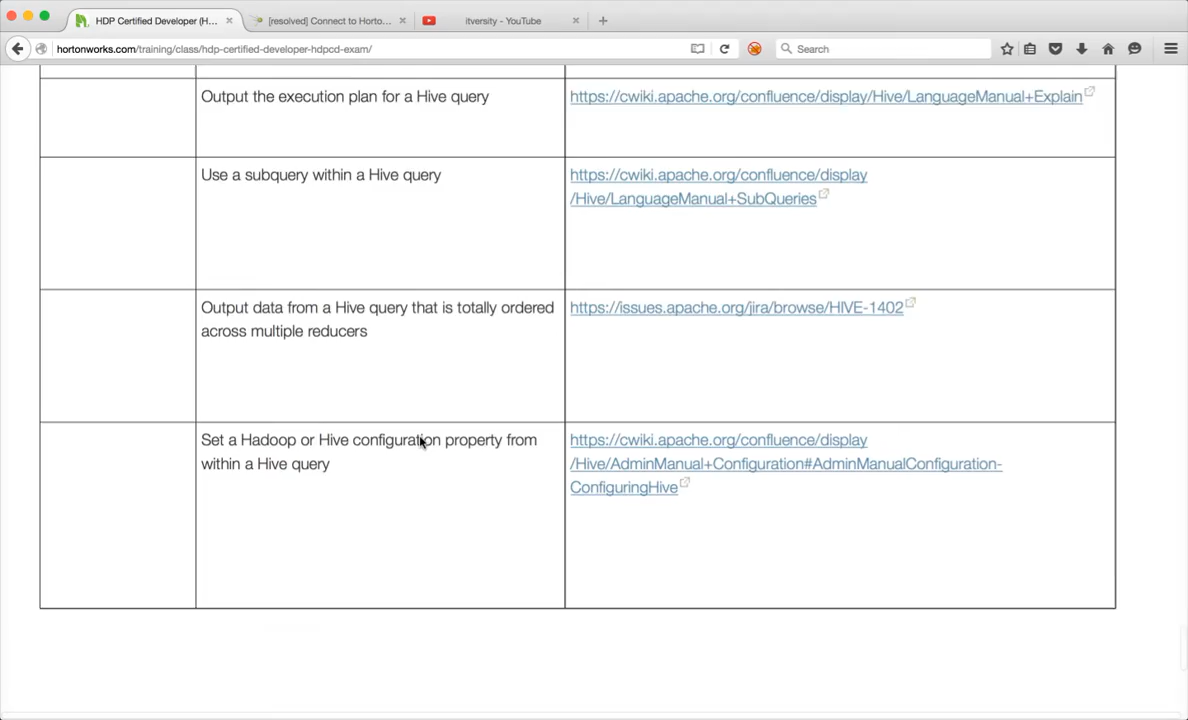 HDP Certified Developer (H...
[resolved] Connect to Horto...
itversity - YouTube
hortonworks.com/training/class/hdp-certified-developer-hdpcd-exam/
Search
Output the execution plan for a Hive query
https://cwiki.apache.org/confluence/display/Hive/LanguageManual+Explain
Use a subquery within a Hive query
https://cwiki.apache.org/confluence/display
/Hive/LanguageManual+SubQueries
Output data from a Hive query that is totally ordered
across multiple reducers
https://issues.apache.org/jira/browse/HIVE-1402
Set a Hadoop or Hive configuration property from
within a Hive query
https://cwiki.apache.org/confluence/display
/Hive/AdminManual+Configuration#AdminManualConfiguration-
ConfiguringHive